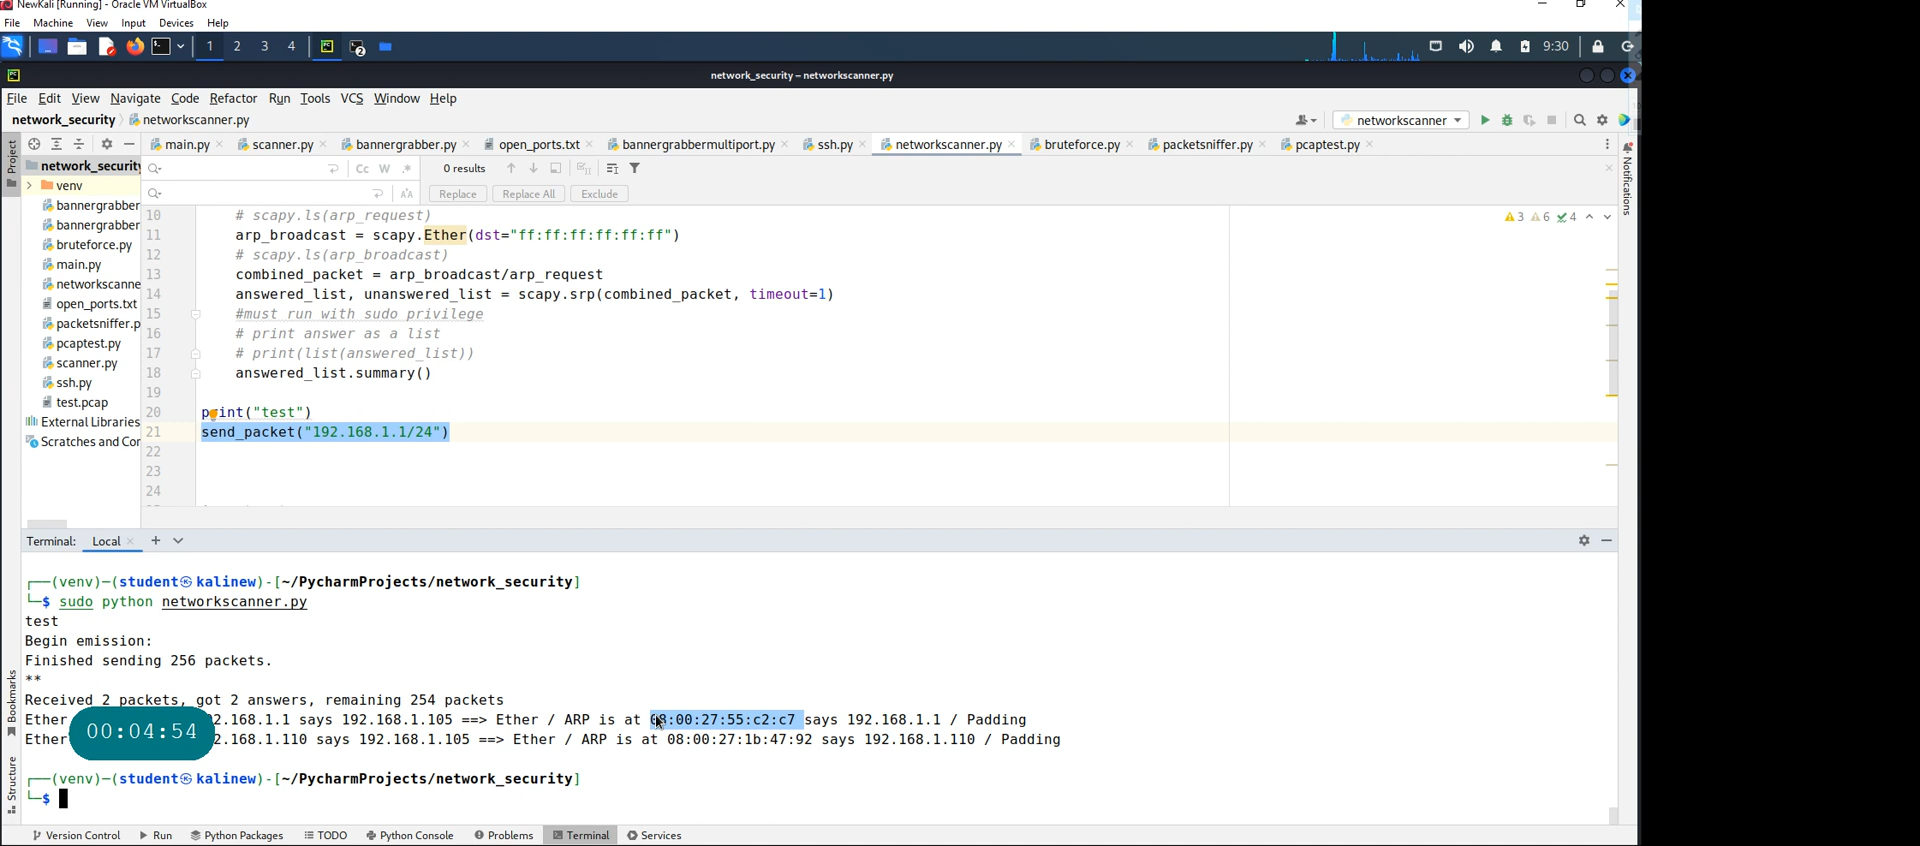 NewKali [Running] - Oracle VM VirtualBox
File Machine View Input Devices Help
1 2 3 4 9:30
network_security – networkscanner.py
File Edit View Navigate Code Refactor Run Tools VCS Window Help
network_security networkscanner.py networkscanner
main.py scanner.py bannergrabber.py open_ports.txt bannergrabbermultiport.py ssh.py networkscanner.py bruteforce.py packetsniffer.py pcaptest.py
Project
Notifications
network_security
venv
bannergrabber
bannergrabber
bruteforce.py
main.py
networkscanne
open_ports.txt
packetsniffer.p
pcaptest.py
scanner.py
ssh.py
test.pcap
External Libraries
Scratches and Con
Cc W .* 0 results
Replace Replace All Exclude
3 6 4
10 # scapy.ls(arp_request)
11 arp_broadcast = scapy.Ether(dst="ff:ff:ff:ff:ff:ff")
12 # scapy.ls(arp_broadcast)
13 combined_packet = arp_broadcast/arp_request
14 answered_list, unanswered_list = scapy.srp(combined_packet, timeout=1)
15 #must run with sudo privilege
16 # print answer as a list
17 # print(list(answered_list))
18 answered_list.summary()
19
20 print("test")
21 send_packet("192.168.1.1/24")
22
23
24
Terminal: Local
(venv)-(student㉿kalinew)-[~/PycharmProjects/network_security]
$ sudo python networkscanner.py
test
Begin emission:
Finished sending 256 packets.
**
Received 2 packets, got 2 answers, remaining 254 packets
Ether 2.168.1.1 says 192.168.1.105 ==> Ether / ARP is at 08:00:27:55:c2:c7 says 192.168.1.1 / Padding
Ether 2.168.1.110 says 192.168.1.105 ==> Ether / ARP is at 08:00:27:1b:47:92 says 192.168.1.110 / Padding
00:04:54
(venv)-(student㉿kalinew)-[~/PycharmProjects/network_security]
$
Bookmarks
Structure
Version Control Run Python Packages TODO Python Console Problems Terminal Services